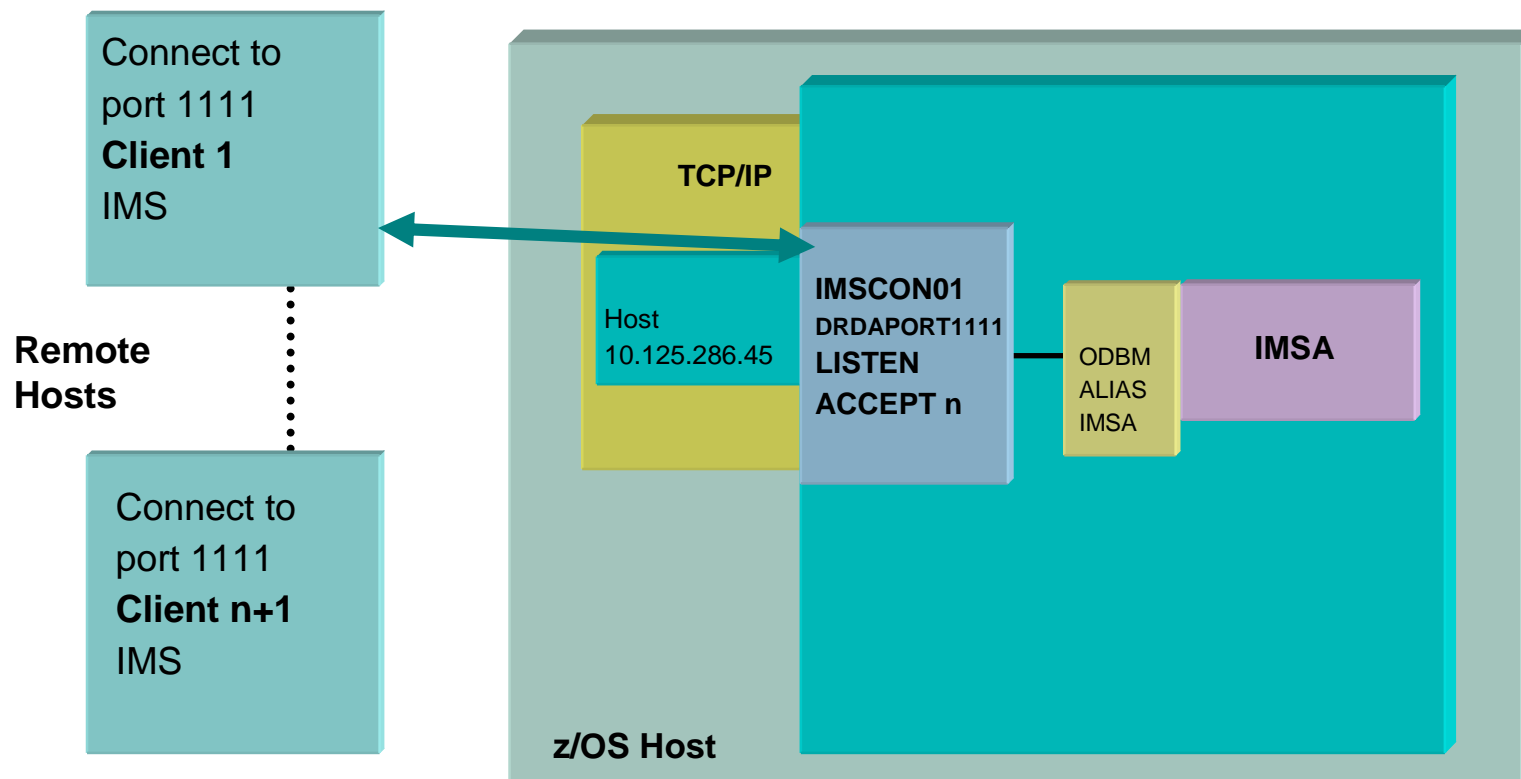 Connect to
port 1111
Client 1
IMS
Remote
Hosts
Connect to
port 1111
Client n+1
IMS
TCP/IP
Host
10.125.286.45
IMSCON01
DRDAPORT1111
LISTEN
ACCEPT n
ODBM
ALIAS
IMSA
IMSA
z/OS Host